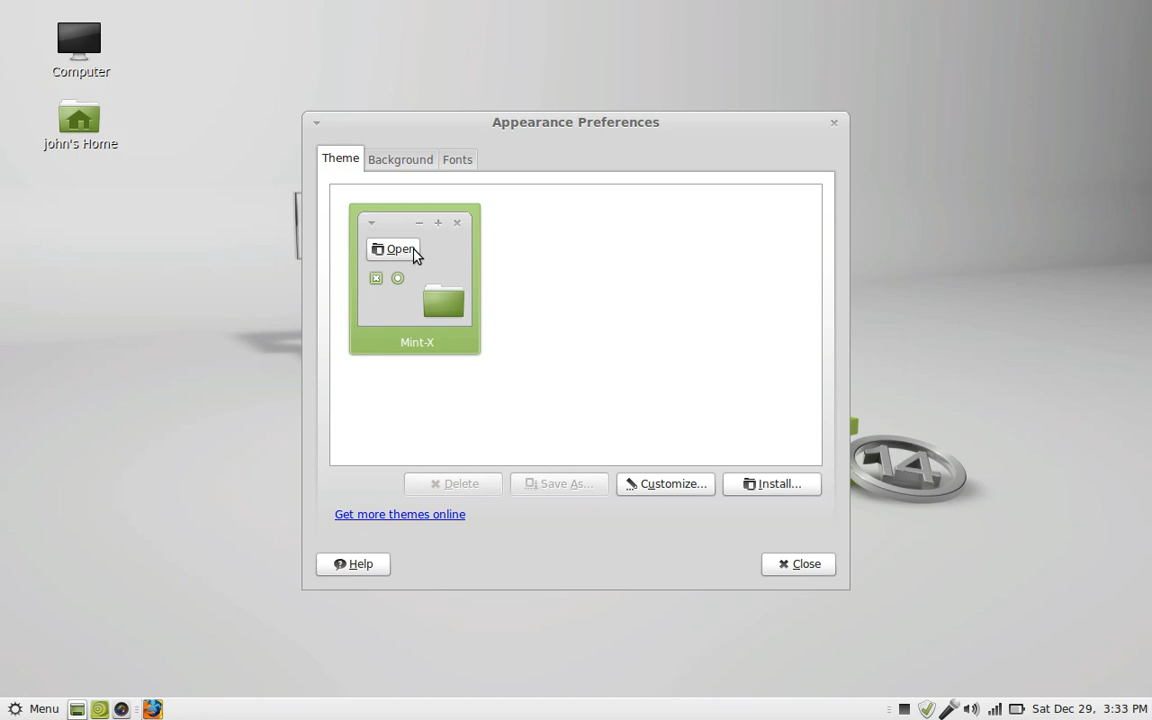 Computer
john's Home
Appearance Preferences
Theme
Background
Fonts
Open
Mint-X
Delete
Save As...
Customize...
Install...
Get more themes online
Help
Close
14
Menu
Sat Dec 29, 3:33 PM